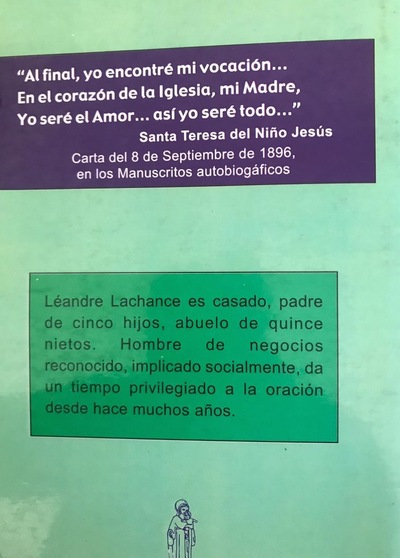 “Al final, yo encontré mi vocación...
En el corazón de la Iglesia, mi Madre,
Yo seré el Amor... así yo seré todo...”
Santa Teresa del Niño Jesús
Carta del 8 de Septiembre de 1896,
en los Manuscritos autobiogáficos
Léandre Lachance es casado, padre
de cinco hijos, abuelo de quince
nietos. Hombre de negocios
reconocido, implicado socialmente, da
un tiempo privilegiado a la oración
desde hace muchos años.